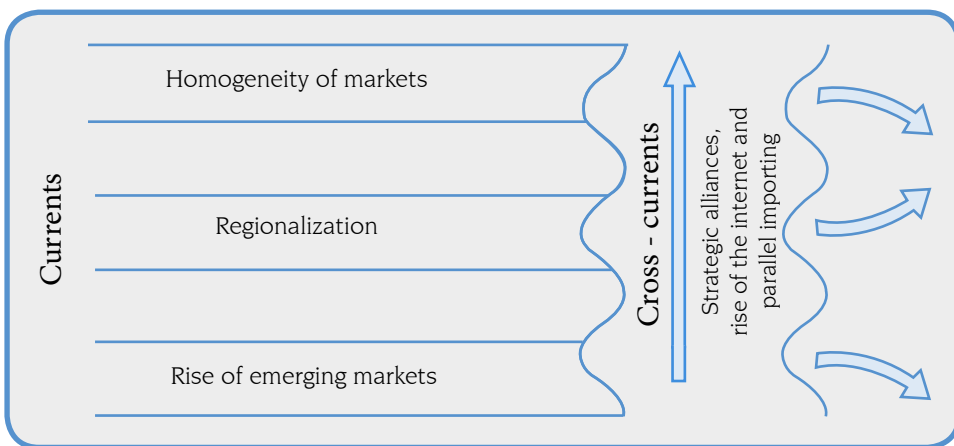 Currents
Homogeneity of markets
Regionalization
Rise of emerging markets
Cross - currents
Strategic alliances,
rise of the internet and
parallel importing